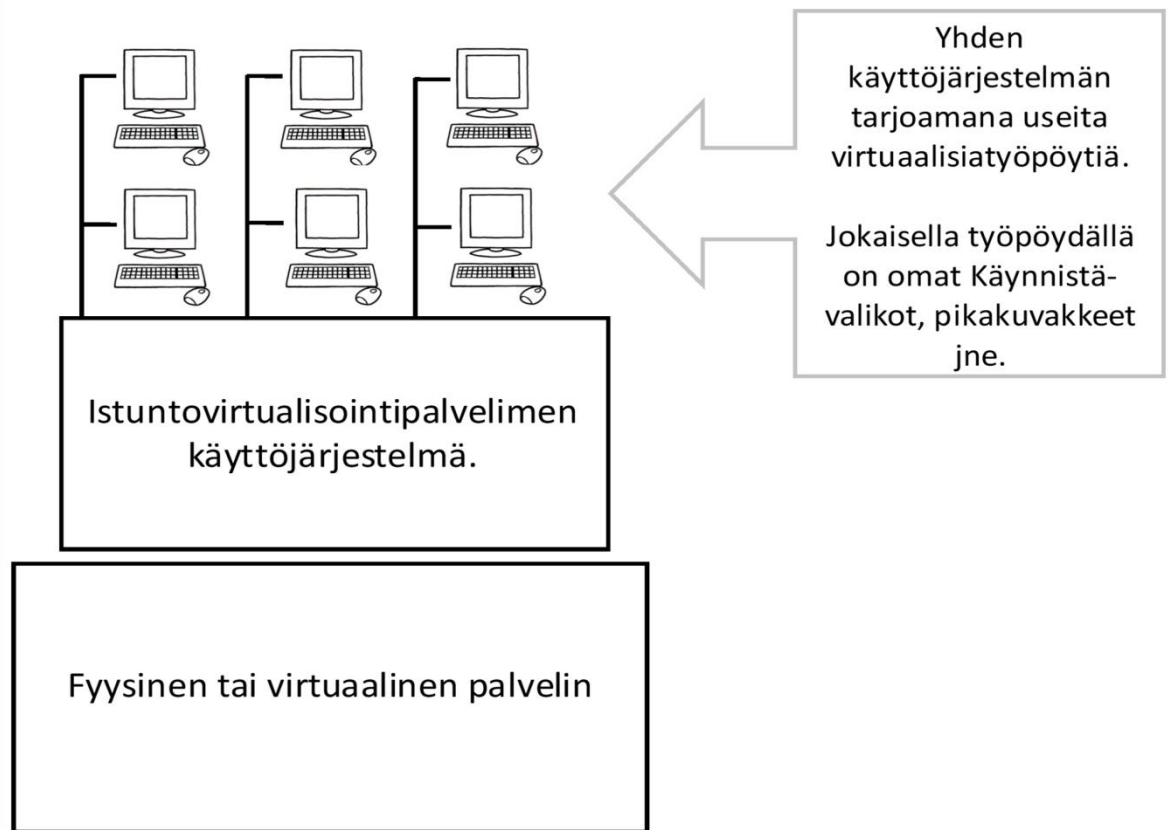 Yhden
käyttöjärjestelmän
tarjoamana useita
virtuaalisiatyöpöytiä.
Jokaisella työpöydällä
on omat Käynnistä-
valikot, pikakuvakkeet
jne.
Istuntovirtualisointipalvelimen
käyttöjärjestelmä.
Fyysinen tai virtuaalinen palvelin